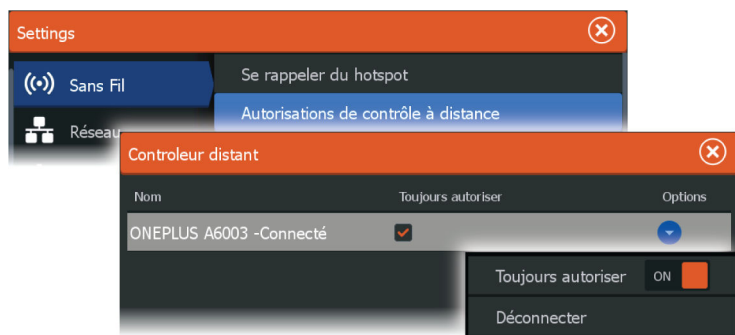 Settings
Sans Fil
Se rappeler du hotspot
Autorisations de contrôle à distance
Réseau
Controleur distant
Nom Toujours autoriser Options
ONEPLUS A6003 -Connecté
Toujours autoriser ON
Déconnecter